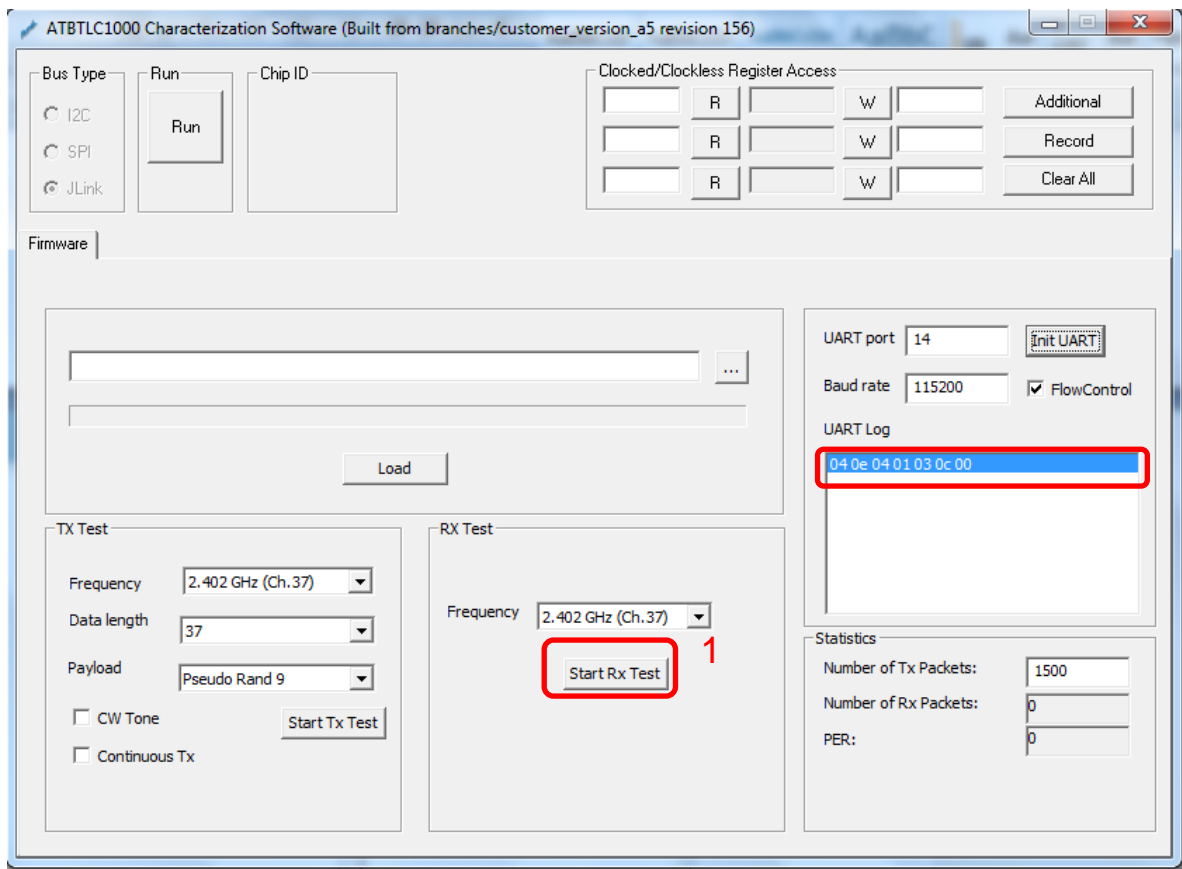 ATBTLC1000 Characterization Software (Built from branches/customer_version_a5 revision 156)
Bus Type
I2C
SPI
JLink
Run
Run
Chip ID
Clocked/Clockless Register Access
R W Additional
R W Record
R W Clear All
Firmware
...
Load
UART port 14 Init UART
Baud rate 115200 FlowControl
UART Log
04 0e 04 01 03 0c 00
TX Test
Frequency 2.402 GHz (Ch.37)
Data length 37
Payload Pseudo Rand 9
CW Tone Start Tx Test
Continuous Tx
RX Test
Frequency 2.402 GHz (Ch.37)
Start Rx Test 1
Statistics
Number of Tx Packets: 1500
Number of Rx Packets: 0
PER: 0